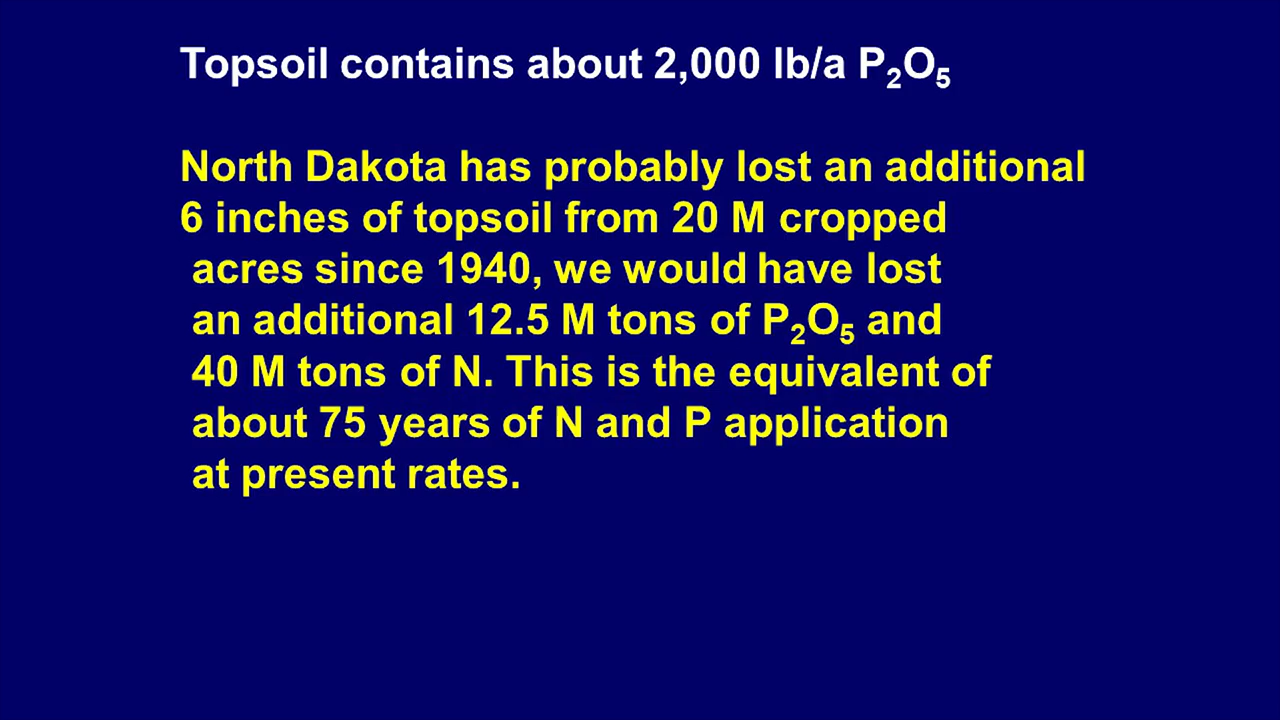 Topsoil contains about 2,000 lb/a P₂O₅
North Dakota has probably lost an additional
6 inches of topsoil from 20 M cropped
acres since 1940, we would have lost
an additional 12.5 M tons of P₂O₅ and
40 M tons of N. This is the equivalent of
about 75 years of N and P application
at present rates.